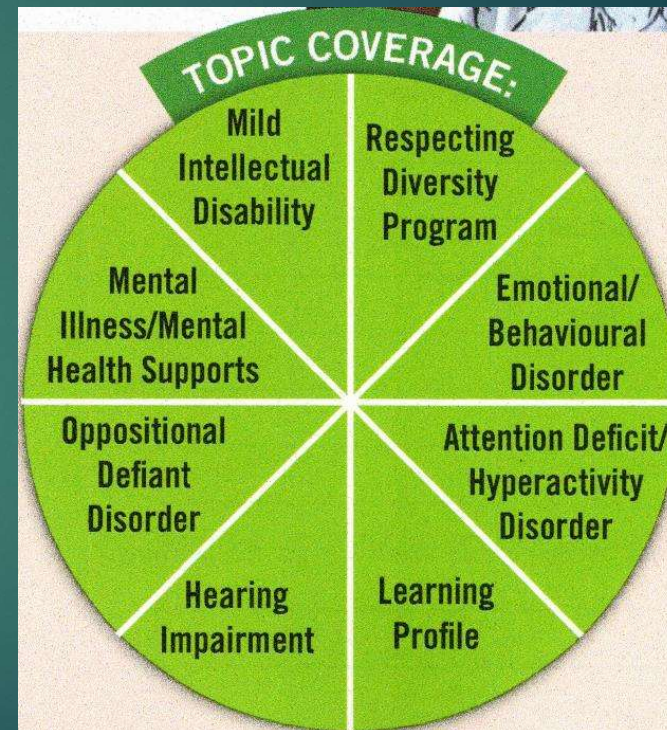 TOPIC COVERAGE:
Mild
Intellectual
Disability
Respecting
Diversity
Program
Emotional/
Behavioural
Disorder
Attention Deficit/
Hyperactivity
Disorder
Learning
Profile
Hearing
Impairment
Oppositional
Defiant
Disorder
Mental
Illness/Mental
Health Supports